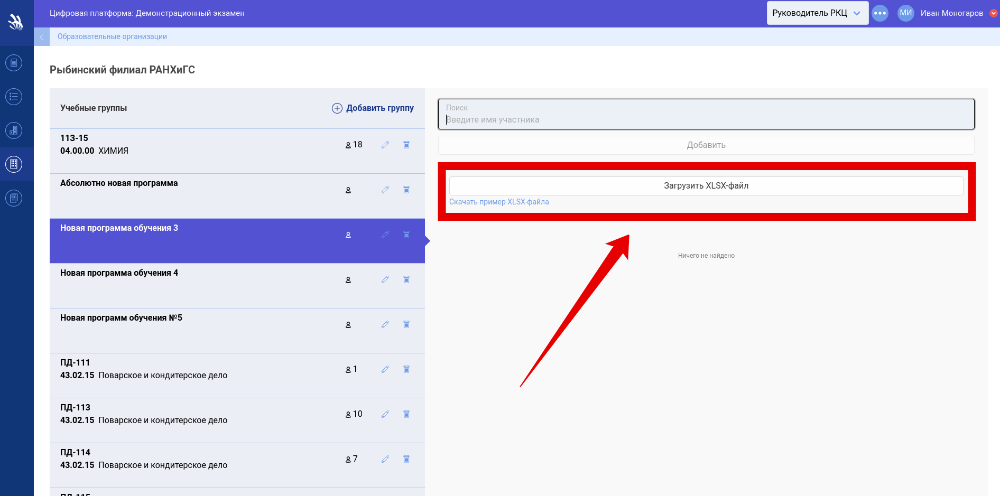 Цифровая платформа: Демонстрационный экзамен
Руководитель РКЦ
МИ
Иван Моногаров
Образовательные организации
Рыбинский филиал РАНХиГС
Учебные группы
Добавить группу
113-15
04.00.00 ХИМИЯ
18
Абсолютно новая программа
Новая программа обучения 3
Новая программа обучения 4
Новая программ обучения №5
ПД-111
43.02.15 Поварское и кондитерское дело
1
ПД-113
43.02.15 Поварское и кондитерское дело
10
ПД-114
43.02.15 Поварское и кондитерское дело
7
ПД-115
Поиск
Введите имя участника
Добавить
Загрузить XLSX-файл
Скачать пример XLSX-файла
Ничего не найдено